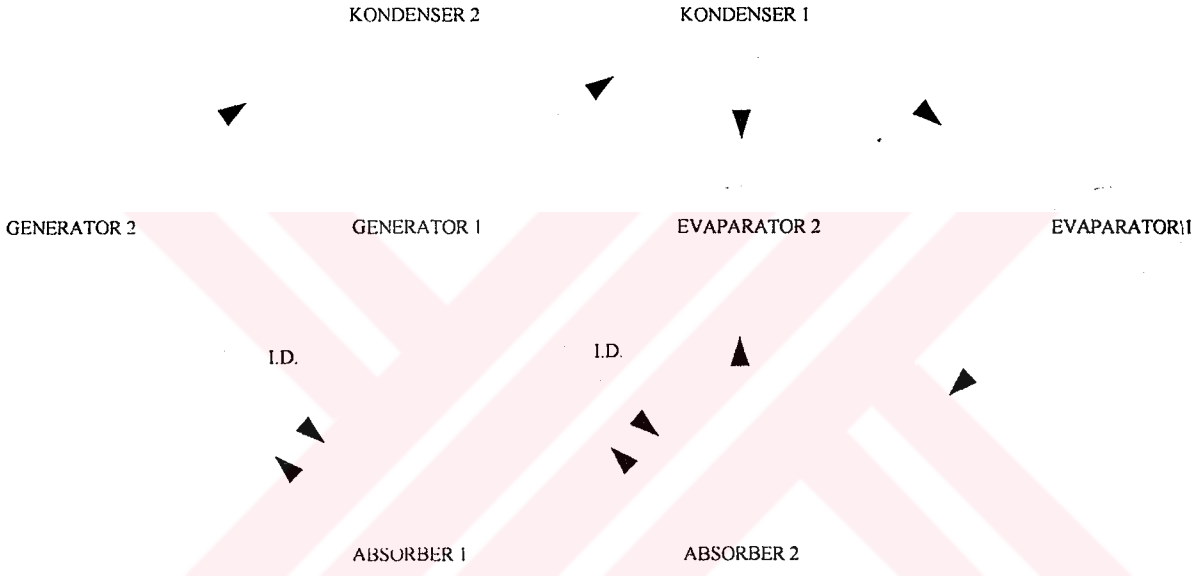 KONDENSER 2 KONDENSER 1
GENERATOR 2 GENERATOR 1 EVAPARATOR 2 EVAPARATOR 1
I.D. I.D.
ABSORBER 1 ABSORBER 2